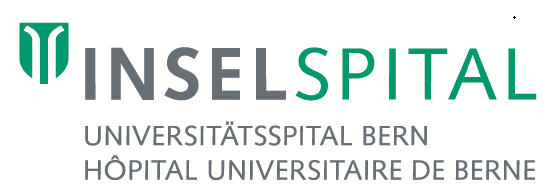 INSELSPITAL
UNIVERSITÄTSSPITAL BERN
HÔPITAL UNIVERSITAIRE DE BERNE